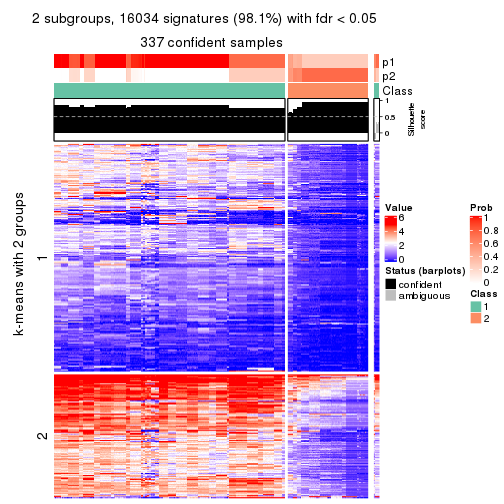 2 subgroups, 16034 signatures (98.1%) with fdr < 0.05
337 confident samples
p1
p2
Class
1
0.5
0
Silhouette
score
k-means with 2 groups
1
2
Value
6
4
2
0
Status (barplots)
confident
ambiguous
Prob
1
0.8
0.6
0.4
0.2
0
Class
1
2